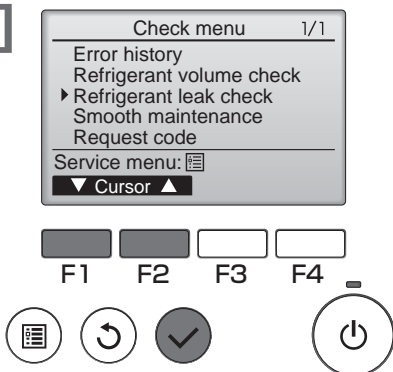 Check menu 1/1
Error history
Refrigerant volume check
Refrigerant leak check
Smooth maintenance
Request code
Service menu:
▼ Cursor ▲
F1 F2 F3 F4